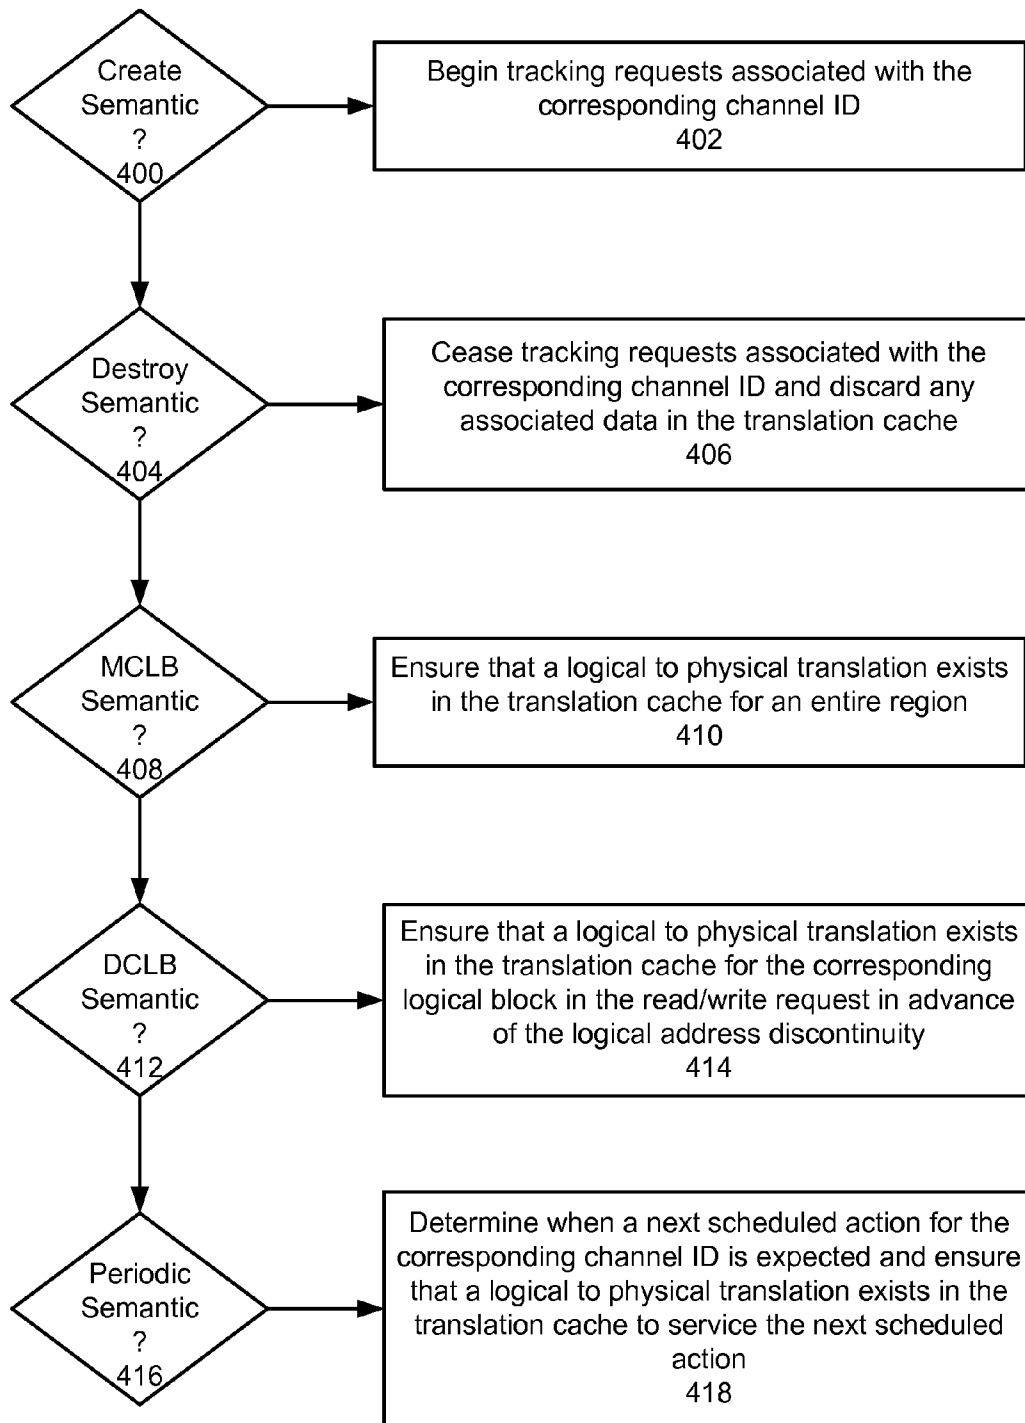 Create
Semantic
?
400
Begin tracking requests associated with the
corresponding channel ID
402
Destroy
Semantic
?
404
Cease tracking requests associated with the
corresponding channel ID and discard any
associated data in the translation cache
406
MCLB
Semantic
?
408
Ensure that a logical to physical translation exists
in the translation cache for an entire region
410
DCLB
Semantic
?
412
Ensure that a logical to physical translation exists
in the translation cache for the corresponding
logical block in the read/write request in advance
of the logical address discontinuity
414
Periodic
Semantic
?
416
Determine when a next scheduled action for the
corresponding channel ID is expected and ensure
that a logical to physical translation exists in the
translation cache to service the next scheduled
action
418